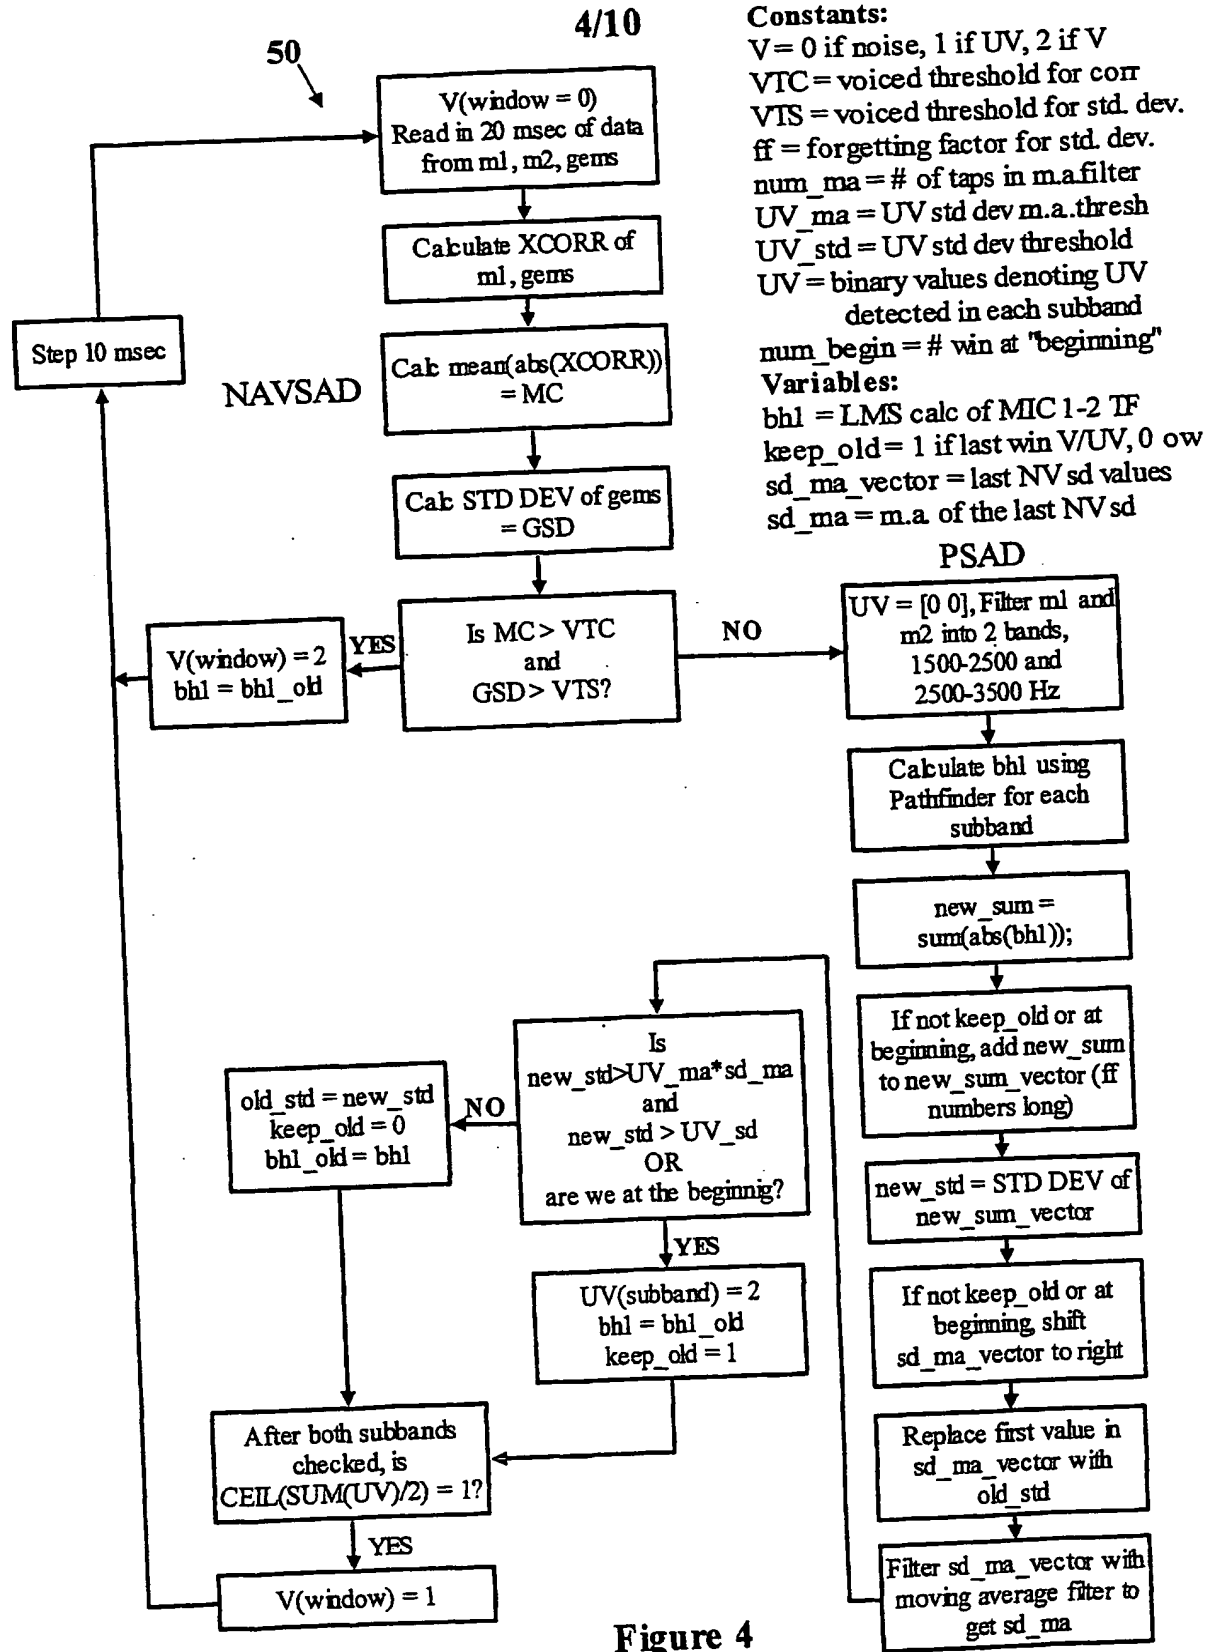 4/10
50
Constants:
V= 0 if noise, 1 if UV, 2 if V
VTC = voiced threshold for corr
VTS = voiced threshold for std. dev.
ff = forgetting factor for std. dev.
num_ma = # of taps in m.a.filter
UV_ma = UV std dev m.a.thresh
UV_std = UV std dev threshold
UV = binary values denoting UV
detected in each subband
num_begin = # win at "beginning"
Variables:
bh1 = LMS calc of MIC 1-2 TF
keep_old = 1 if last win V/UV, 0 ow
sd_ma_vector = last NV sd values
sd_ma = m.a. of the last NV sd
V(window = 0)
Read in 20 msec of data
from m1, m2, gems
Calculate XCORR of
m1, gems
Step 10 msec
NAVSAD
Calc mean(abs(XCORR))
= MC
Calc STD DEV of gems
= GSD
Is MC > VTC
and
GSD > VTS?
YES
V(window) = 2
bh1 = bh1_old
NO
PSAD
UV = [0 0], Filter m1 and
m2 into 2 bands,
1500-2500 and
2500-3500 Hz
Calculate bh1 using
Pathfinder for each
subband
new_sum =
sum(abs(bh1));
If not keep_old or at
beginning, add new_sum
to new_sum_vector (ff
numbers long)
new_std = STD DEV of
new_sum_vector
If not keep_old or at
beginning, shift
sd_ma_vector to right
Replace first value in
sd_ma_vector with
old_std
Filter sd_ma_vector with
moving average filter to
get sd_ma
Is
new_std>UV_ma*sd_ma
and
new_std > UV_sd
OR
are we at the beginnig?
NO
old_std = new_std
keep_old = 0
bh1_old = bh1
YES
UV(subband) = 2
bh1 = bh1_old
keep_old = 1
After both subbands
checked, is
CEIL(SUM(UV)/2) = 1?
YES
V(window) = 1
Figure 4